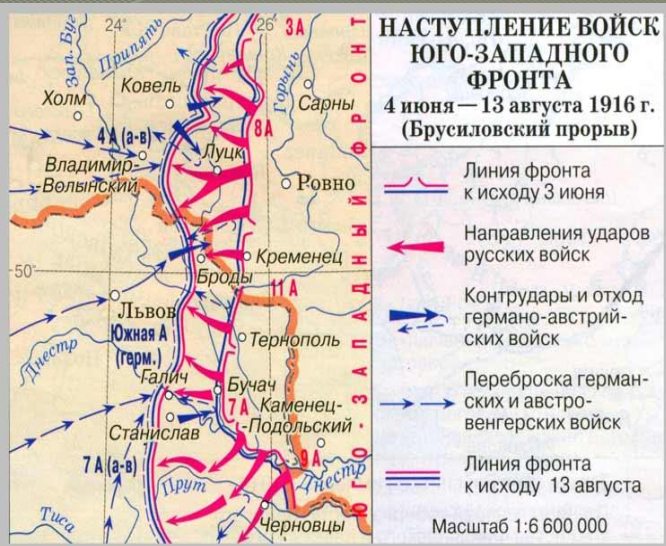 НАСТУПЛЕНИЕ ВОЙСК
ЮГО-ЗАПАДНОГО
ФРОНТА
4 июня — 13 августа 1916 г.
(Брусиловский прорыв)
Линия фронта
к исходу 3 июня
Направления ударов
русских войск
Контрудары и отход
германо-австрий-
ских войск
Переброска герман-
ских и австро-
венгерских войск
Линия фронта
к исходу 13 августа
Масштаб 1:6 600 000
24°
26
3А
Зап. Буг
Припять
Горынь
Ковель
Холм
Сарны
4 А (а-в)
8А
Луцк
Владимир-
-Волынский
Ровно
50
Кременец
Броды
11 А
Львов
Южная А
(герм.)
Тернополь
Днестр
Галич
Бучач
7А
Каменец-
-Подольский
Станислав
7 А (а-в)
9А
Днестр
Прут
Тиса
Черновцы
ЮГО-ЗАПАДНЫЙ ФРОНТ